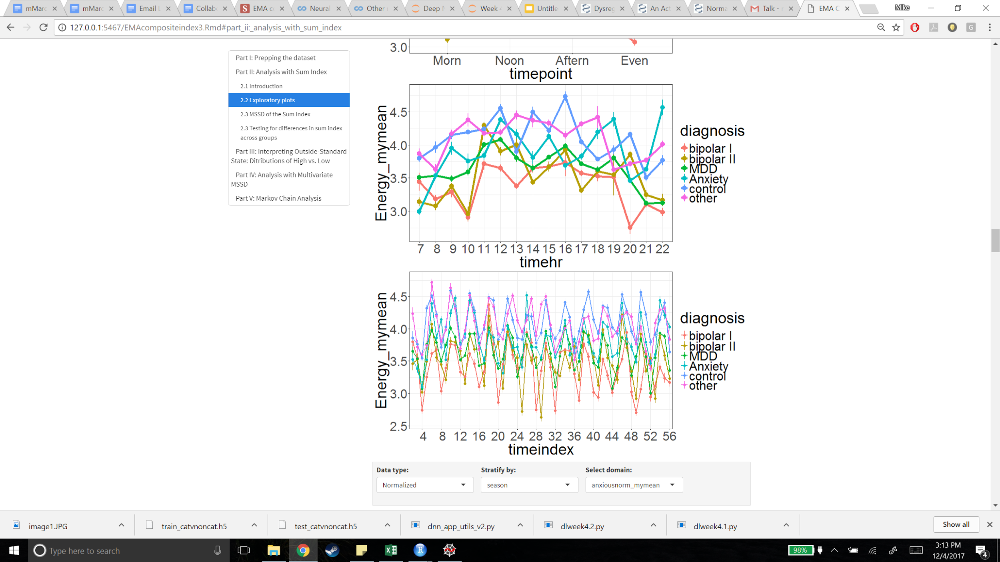 mMarc mMarc Email L Collabo EMA co Neural Other Deep N Week 4 Untitle Dysreg An Act Norma Talk - r EMA C Mike
127.0.0.1:5467/EMAcompositeindex3.Rmd#part_ii:_analysis_with_sum_index
Part I: Prepping the dataset
Part II: Analysis with Sum Index
2.1 Introduction
2.2 Exploratory plots
2.3 MSSD of the Sum Index
2.3 Testing for differences in sum index
across groups
Part III: Interpreting Outside-Standard
State: Ditributions of High vs. Low
Part IV: Analysis with Multivariate
MSSD
Part V: Markov Chain Analysis
3.0
Morn Noon Aftern Even
timepoint
Energy_mymean
4.5
4.0
3.5
3.0
7 8 9 10 11 12 13 14 15 16 17 18 19 20 21 22
timehr
diagnosis
bipolar I
bipolar II
MDD
Anxiety
control
other
Energy_mymean
4.5
4.0
3.5
3.0
2.5
4 8 12 16 20 24 28 32 36 40 44 48 52 56
timeindex
diagnosis
bipolar I
bipolar II
MDD
Anxiety
control
other
Data type: Stratify by: Select domain:
Normalized season anxiousnorm_mymean
image1.JPG train_catvnoncat.h5 test_catvnoncat.h5 dnn_app_utils_v2.py dlweek4.2.py dlweek4.1.py Show all
Type here to search
98%
3:13 PM
12/4/2017
4